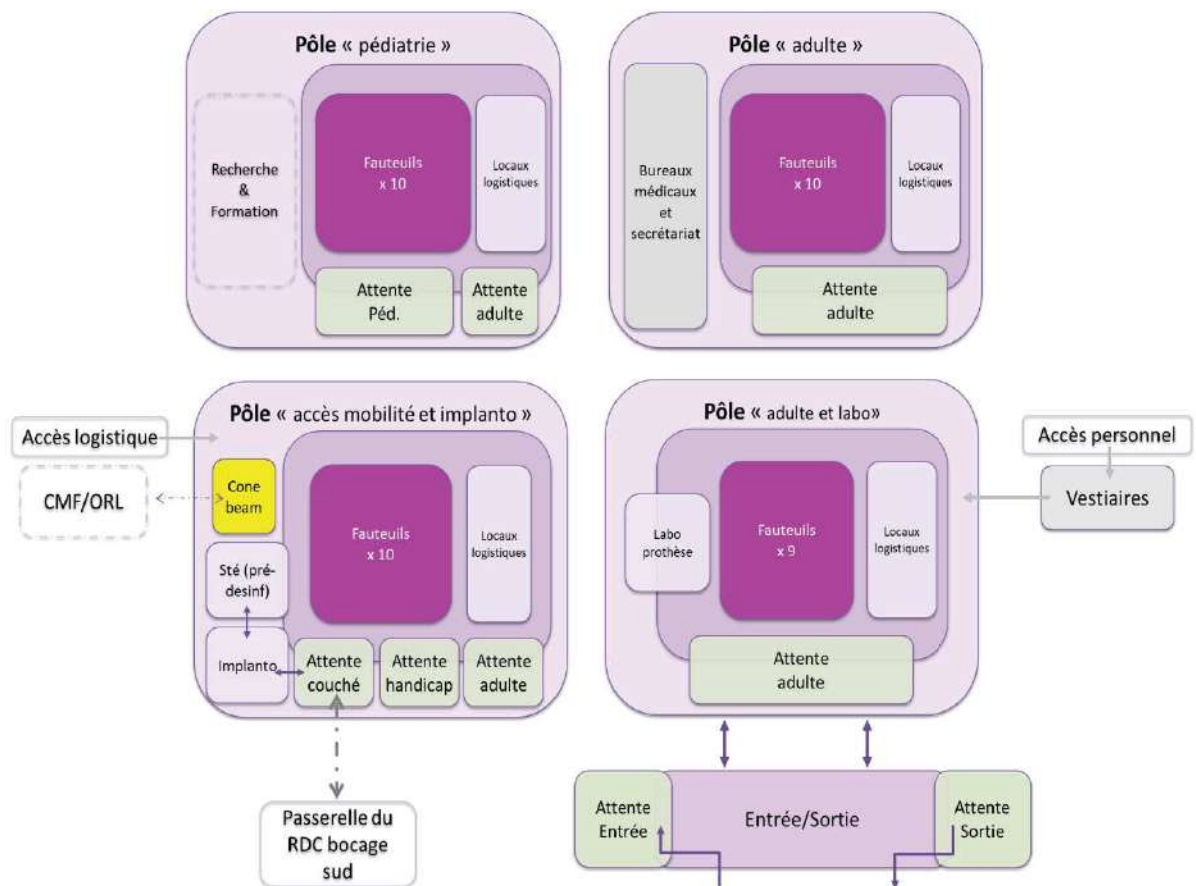 Pôle « pédiatrie »
Recherche
&
Formation
Fauteuils
x 10
Locaux
logistiques
Attente
Péd.
Attente
adulte
Pôle « adulte »
Bureaux
médicaux
et
secrétariat
Fauteuils
x 10
Locaux
logistiques
Attente
adulte
Accès logistique
CMF/ORL
Pôle « accès mobilité et implanto »
Cone
beam
Fauteuils
x 10
Locaux
logistiques
Sté (pré-
desinf)
Implanto
Attente
couché
Attente
handicap
Attente
adulte
Passerelle du
RDC bocage
sud
Pôle « adulte et labo»
Labo
prothèse
Fauteuils
x 9
Locaux
logistiques
Attente
adulte
Accès personnel
Vestiaires
Attente
Entrée
Entrée/Sortie
Attente
Sortie